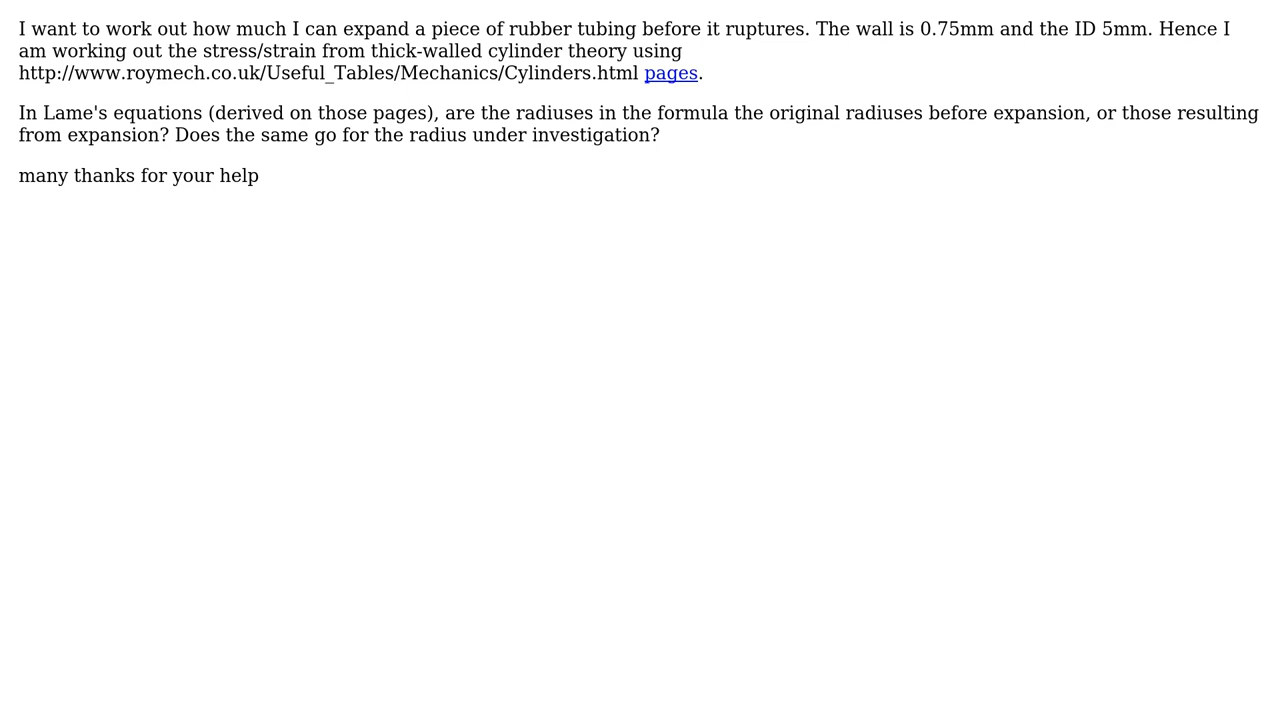 I want to work out how much I can expand a piece of rubber tubing before it ruptures. The wall is 0.75mm and the ID 5mm. Hence I
am working out the stress/strain from thick-walled cylinder theory using
http://www.roymech.co.uk/Useful_Tables/Mechanics/Cylinders.html pages.
In Lame's equations (derived on those pages), are the radiuses in the formula the original radiuses before expansion, or those resulting
from expansion? Does the same go for the radius under investigation?
many thanks for your help